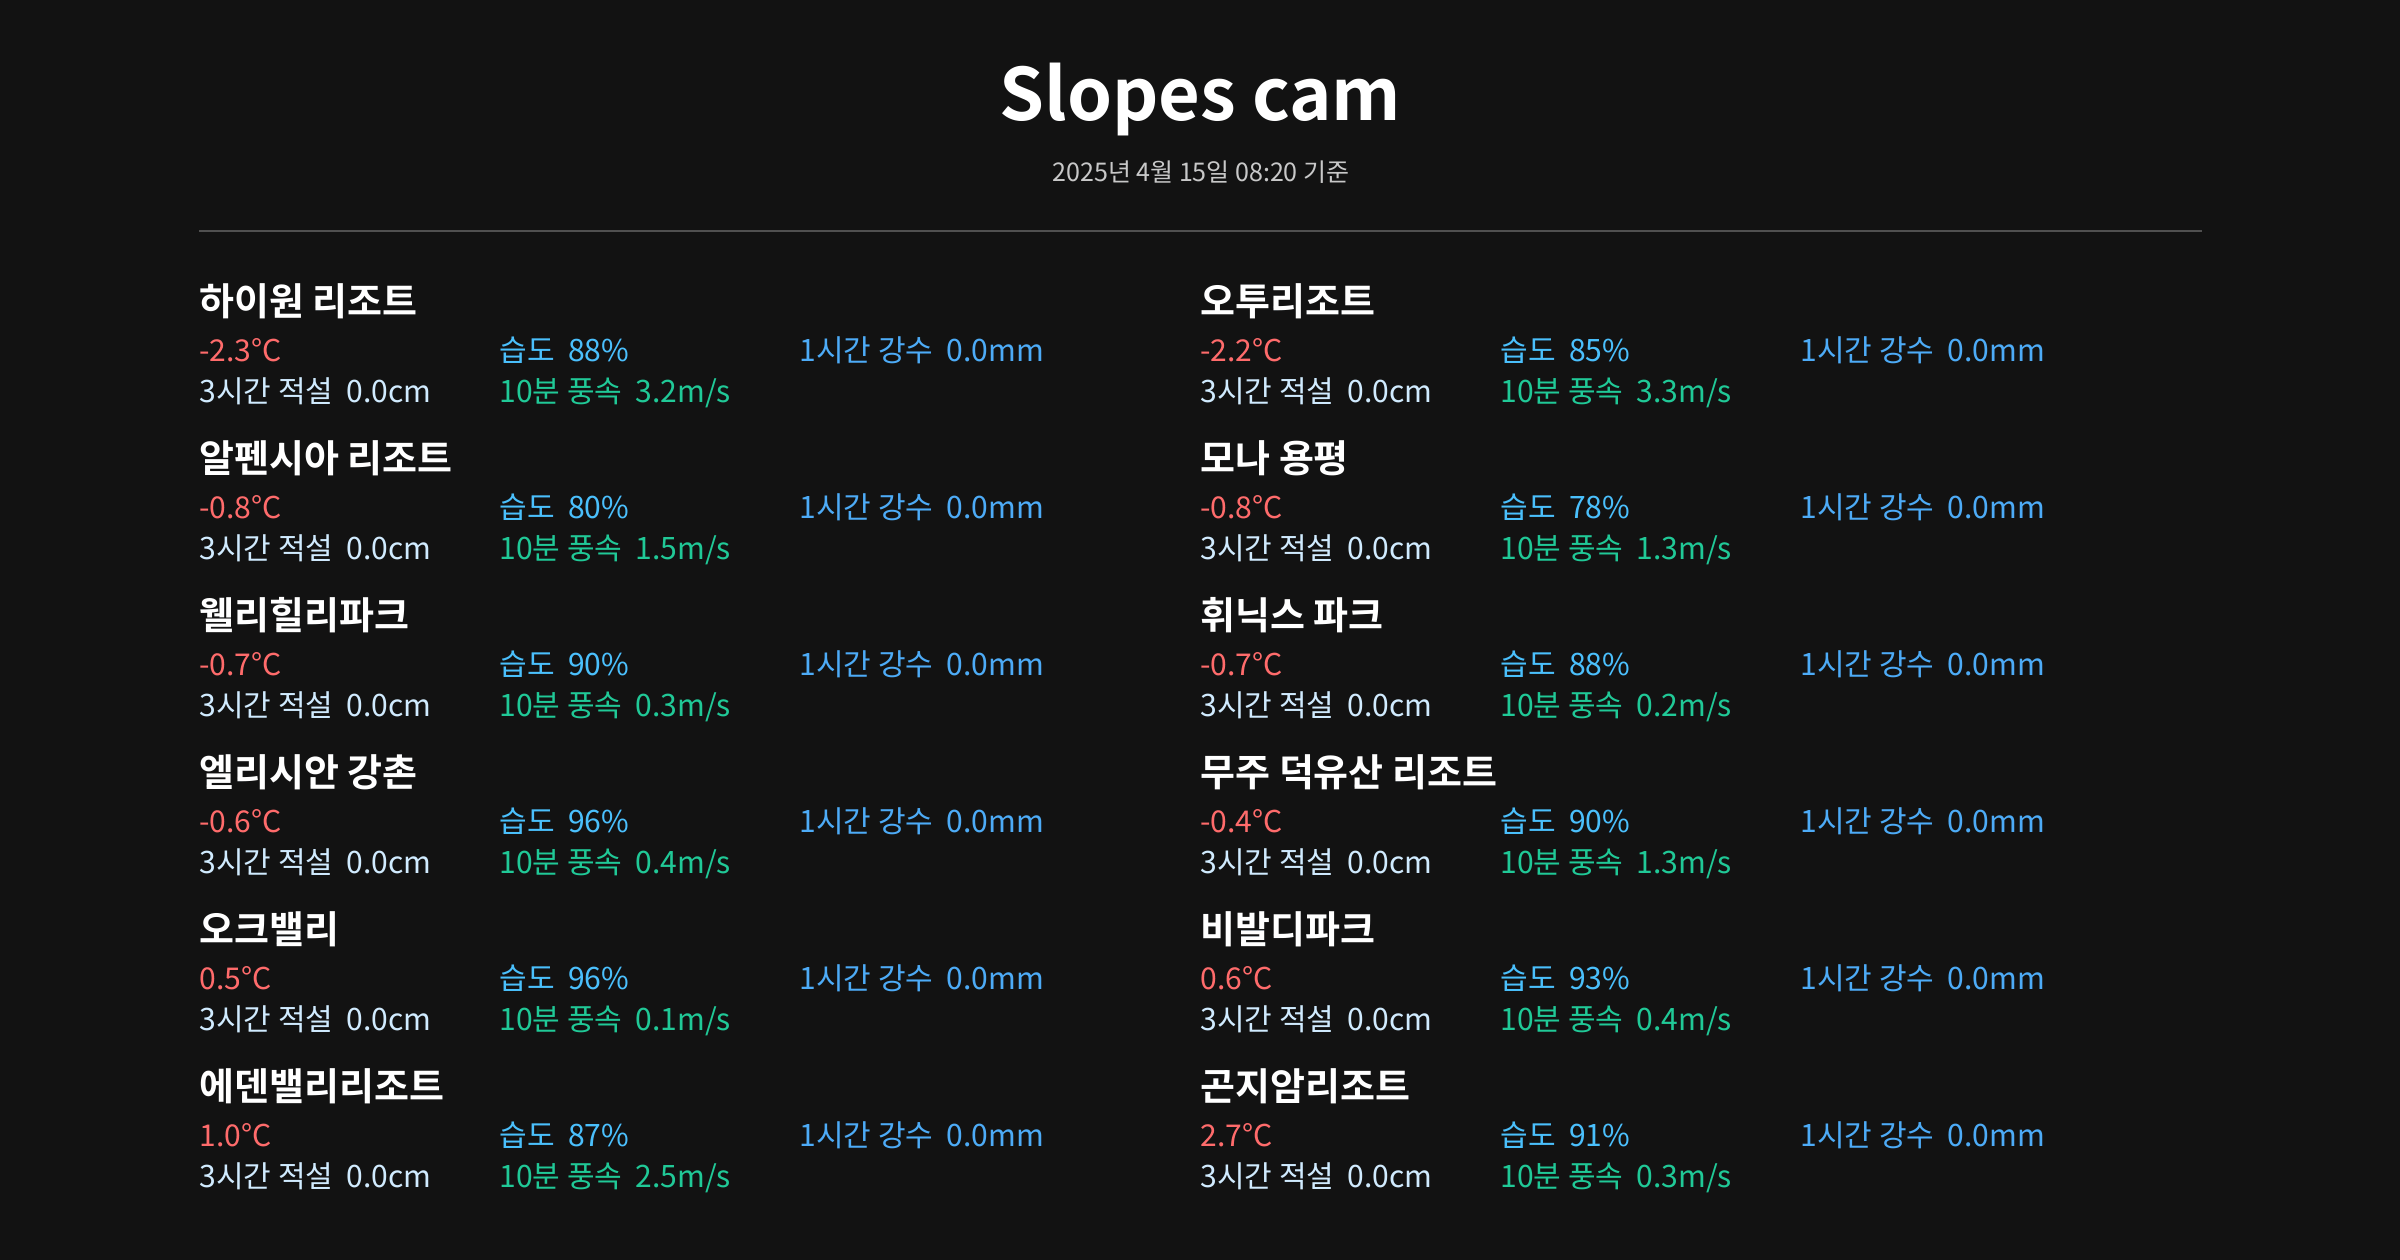 Slopes cam
2025년 4월 15일 08:20 기준
하이원 리조트
-2.3°C 습도 88% 1시간 강수 0.0mm
3시간 적설 0.0cm 10분 풍속 3.2m/s
오투리조트
-2.2°C 습도 85% 1시간 강수 0.0mm
3시간 적설 0.0cm 10분 풍속 3.3m/s
알펜시아 리조트
-0.8°C 습도 80% 1시간 강수 0.0mm
3시간 적설 0.0cm 10분 풍속 1.5m/s
모나 용평
-0.8°C 습도 78% 1시간 강수 0.0mm
3시간 적설 0.0cm 10분 풍속 1.3m/s
웰리힐리파크
-0.7°C 습도 90% 1시간 강수 0.0mm
3시간 적설 0.0cm 10분 풍속 0.3m/s
휘닉스 파크
-0.7°C 습도 88% 1시간 강수 0.0mm
3시간 적설 0.0cm 10분 풍속 0.2m/s
엘리시안 강촌
-0.6°C 습도 96% 1시간 강수 0.0mm
3시간 적설 0.0cm 10분 풍속 0.4m/s
무주 덕유산 리조트
-0.4°C 습도 90% 1시간 강수 0.0mm
3시간 적설 0.0cm 10분 풍속 1.3m/s
오크밸리
0.5°C 습도 96% 1시간 강수 0.0mm
3시간 적설 0.0cm 10분 풍속 0.1m/s
비발디파크
0.6°C 습도 93% 1시간 강수 0.0mm
3시간 적설 0.0cm 10분 풍속 0.4m/s
에덴밸리리조트
1.0°C 습도 87% 1시간 강수 0.0mm
3시간 적설 0.0cm 10분 풍속 2.5m/s
곤지암리조트
2.7°C 습도 91% 1시간 강수 0.0mm
3시간 적설 0.0cm 10분 풍속 0.3m/s